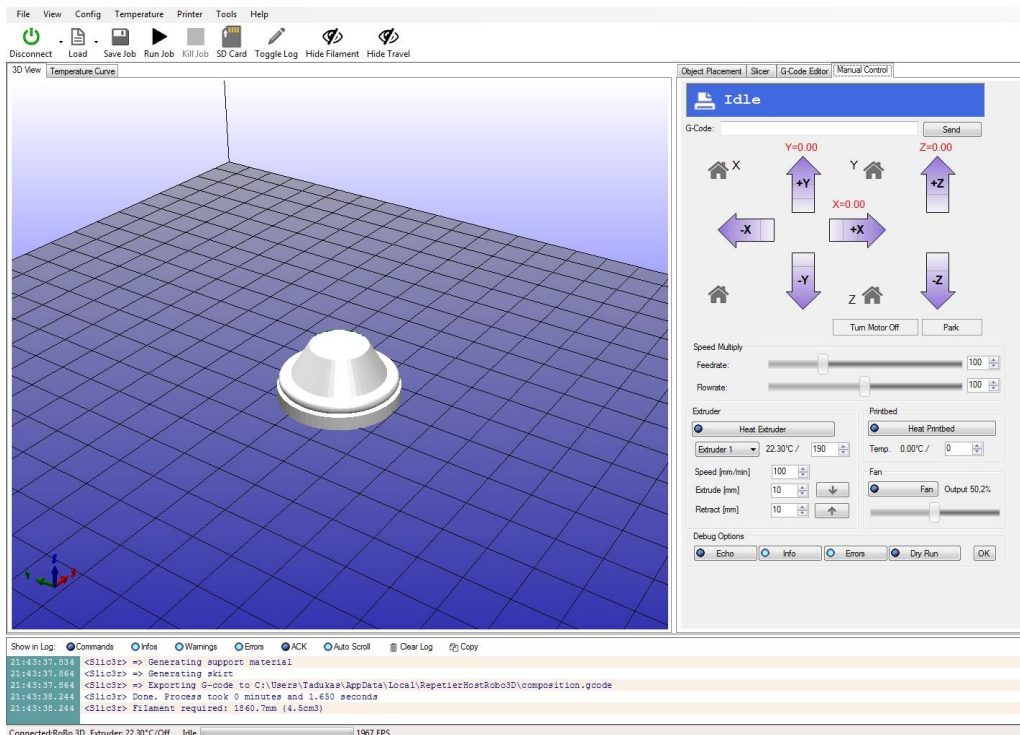 File View Config Temperature Printer Tools Help
Disconnect Load Save Job Run Job Kill Job SD Card Toggle Log Hide Filament Hide Travel
3D View Temperature Curve
Object Placement Slicer G-Code Editor Manual Control
Idle
G-Code: Send
Y=0.00 Z=0.00
X +Y Y +Z
X=0.00
-X +X
-Y Z -Z
Turn Motor Off Park
Speed Multiply
Feedrate: 100
Flowrate: 100
Extruder Printbed
Heat Extruder Heat Printbed
Extruder 1 22.30°C / 190 Temp. 0.00°C / 0
Speed [mm/min] 100 Fan
Extrude [mm] 10 Fan Output 50,2%
Retract [mm] 10
Debug Options
Echo Info Errors Dry Run OK
Z
Y X
Show in Log: Commands Infos Warnings Errors ACK Auto Scroll Clear Log Copy
21:43:37.834 <Slic3r> => Generating support material
21:43:37.864 <Slic3r> => Generating skirt
21:43:37.864 <Slic3r> => Exporting G-code to C:\Users\Tadukas\AppData\Local\RepetierHostRobo3D\composition.gcode
21:43:38.244 <Slic3r> Done. Process took 0 minutes and 1.650 seconds
21:43:38.244 <Slic3r> Filament required: 1860.7mm (4.5cm3)
Connected:RoBo 3D Extruder: 22.30°C/Off Idle 1967 FPS